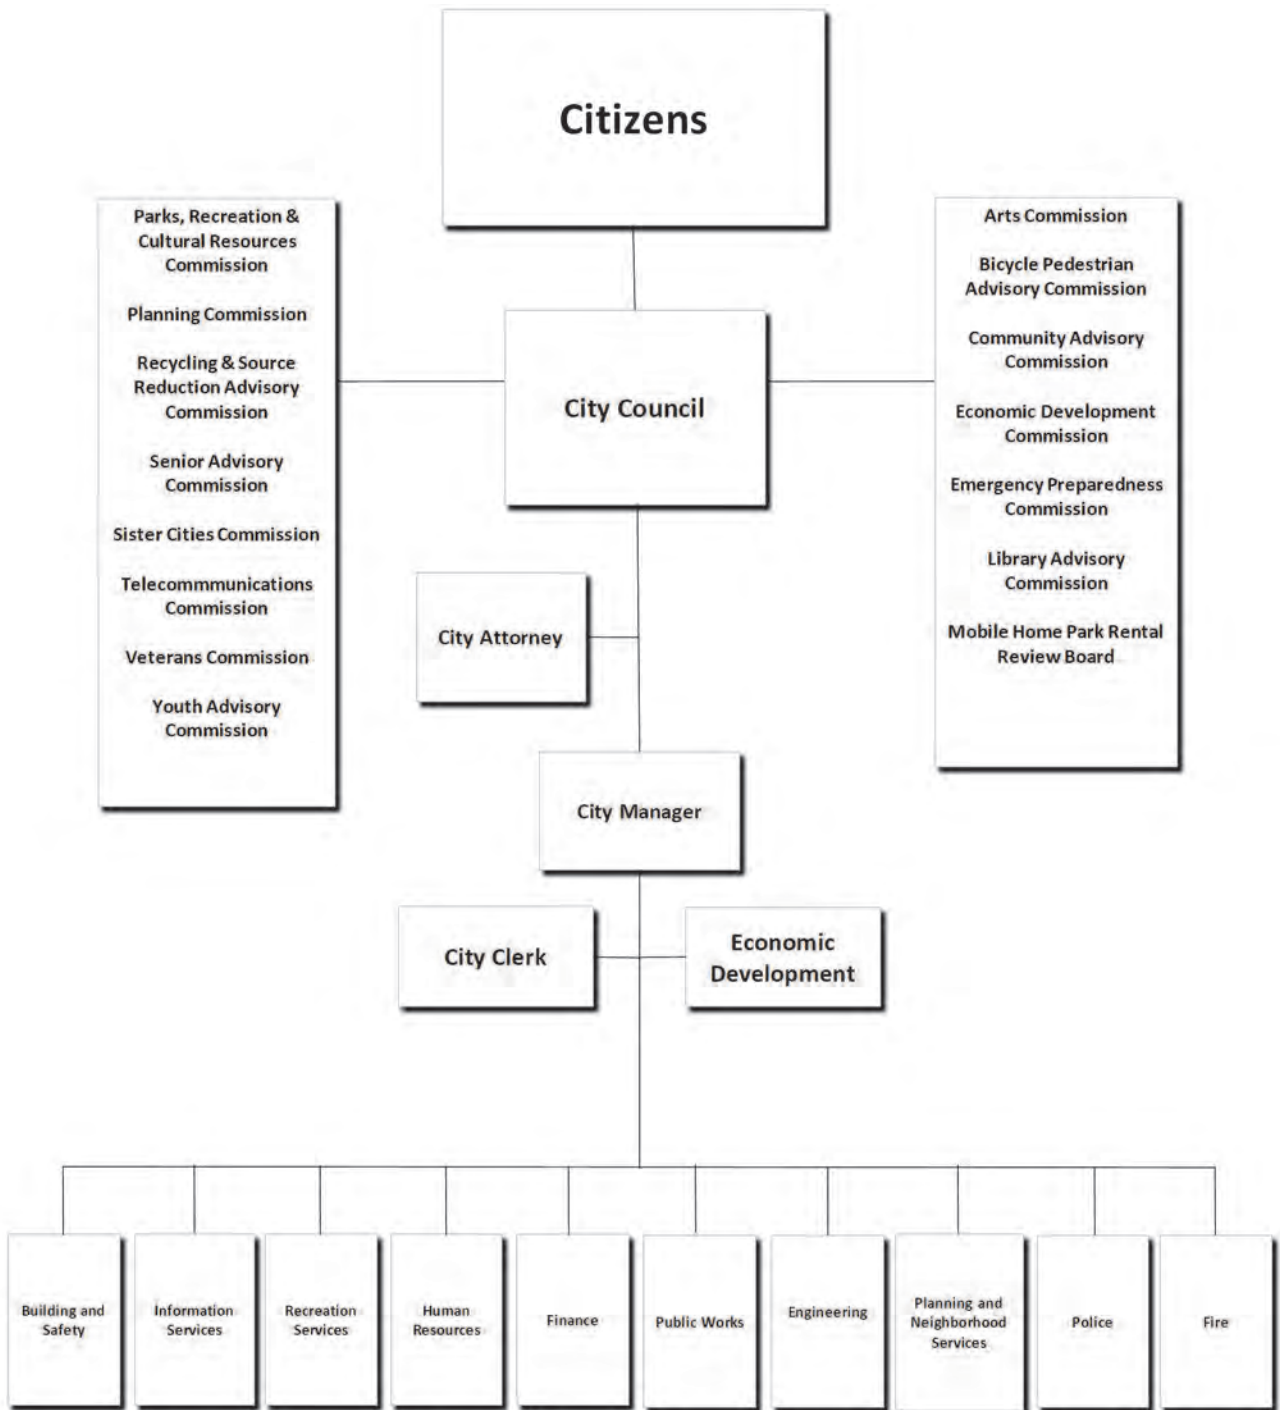 Citizens
Parks, Recreation &
Cultural Resources
Commission
Planning Commission
Recycling & Source
Reduction Advisory
Commission
Senior Advisory
Commission
Sister Cities Commission
Telecommmunications
Commission
Veterans Commission
Youth Advisory
Commission
City Council
Arts Commission
Bicycle Pedestrian
Advisory Commission
Community Advisory
Commission
Economic Development
Commission
Emergency Preparedness
Commission
Library Advisory
Commission
Mobile Home Park Rental
Review Board
City Attorney
City Manager
City Clerk
Economic
Development
Building and
Safety
Information
Services
Recreation
Services
Human
Resources
Finance
Public Works
Engineering
Planning and
Neighborhood
Services
Police
Fire